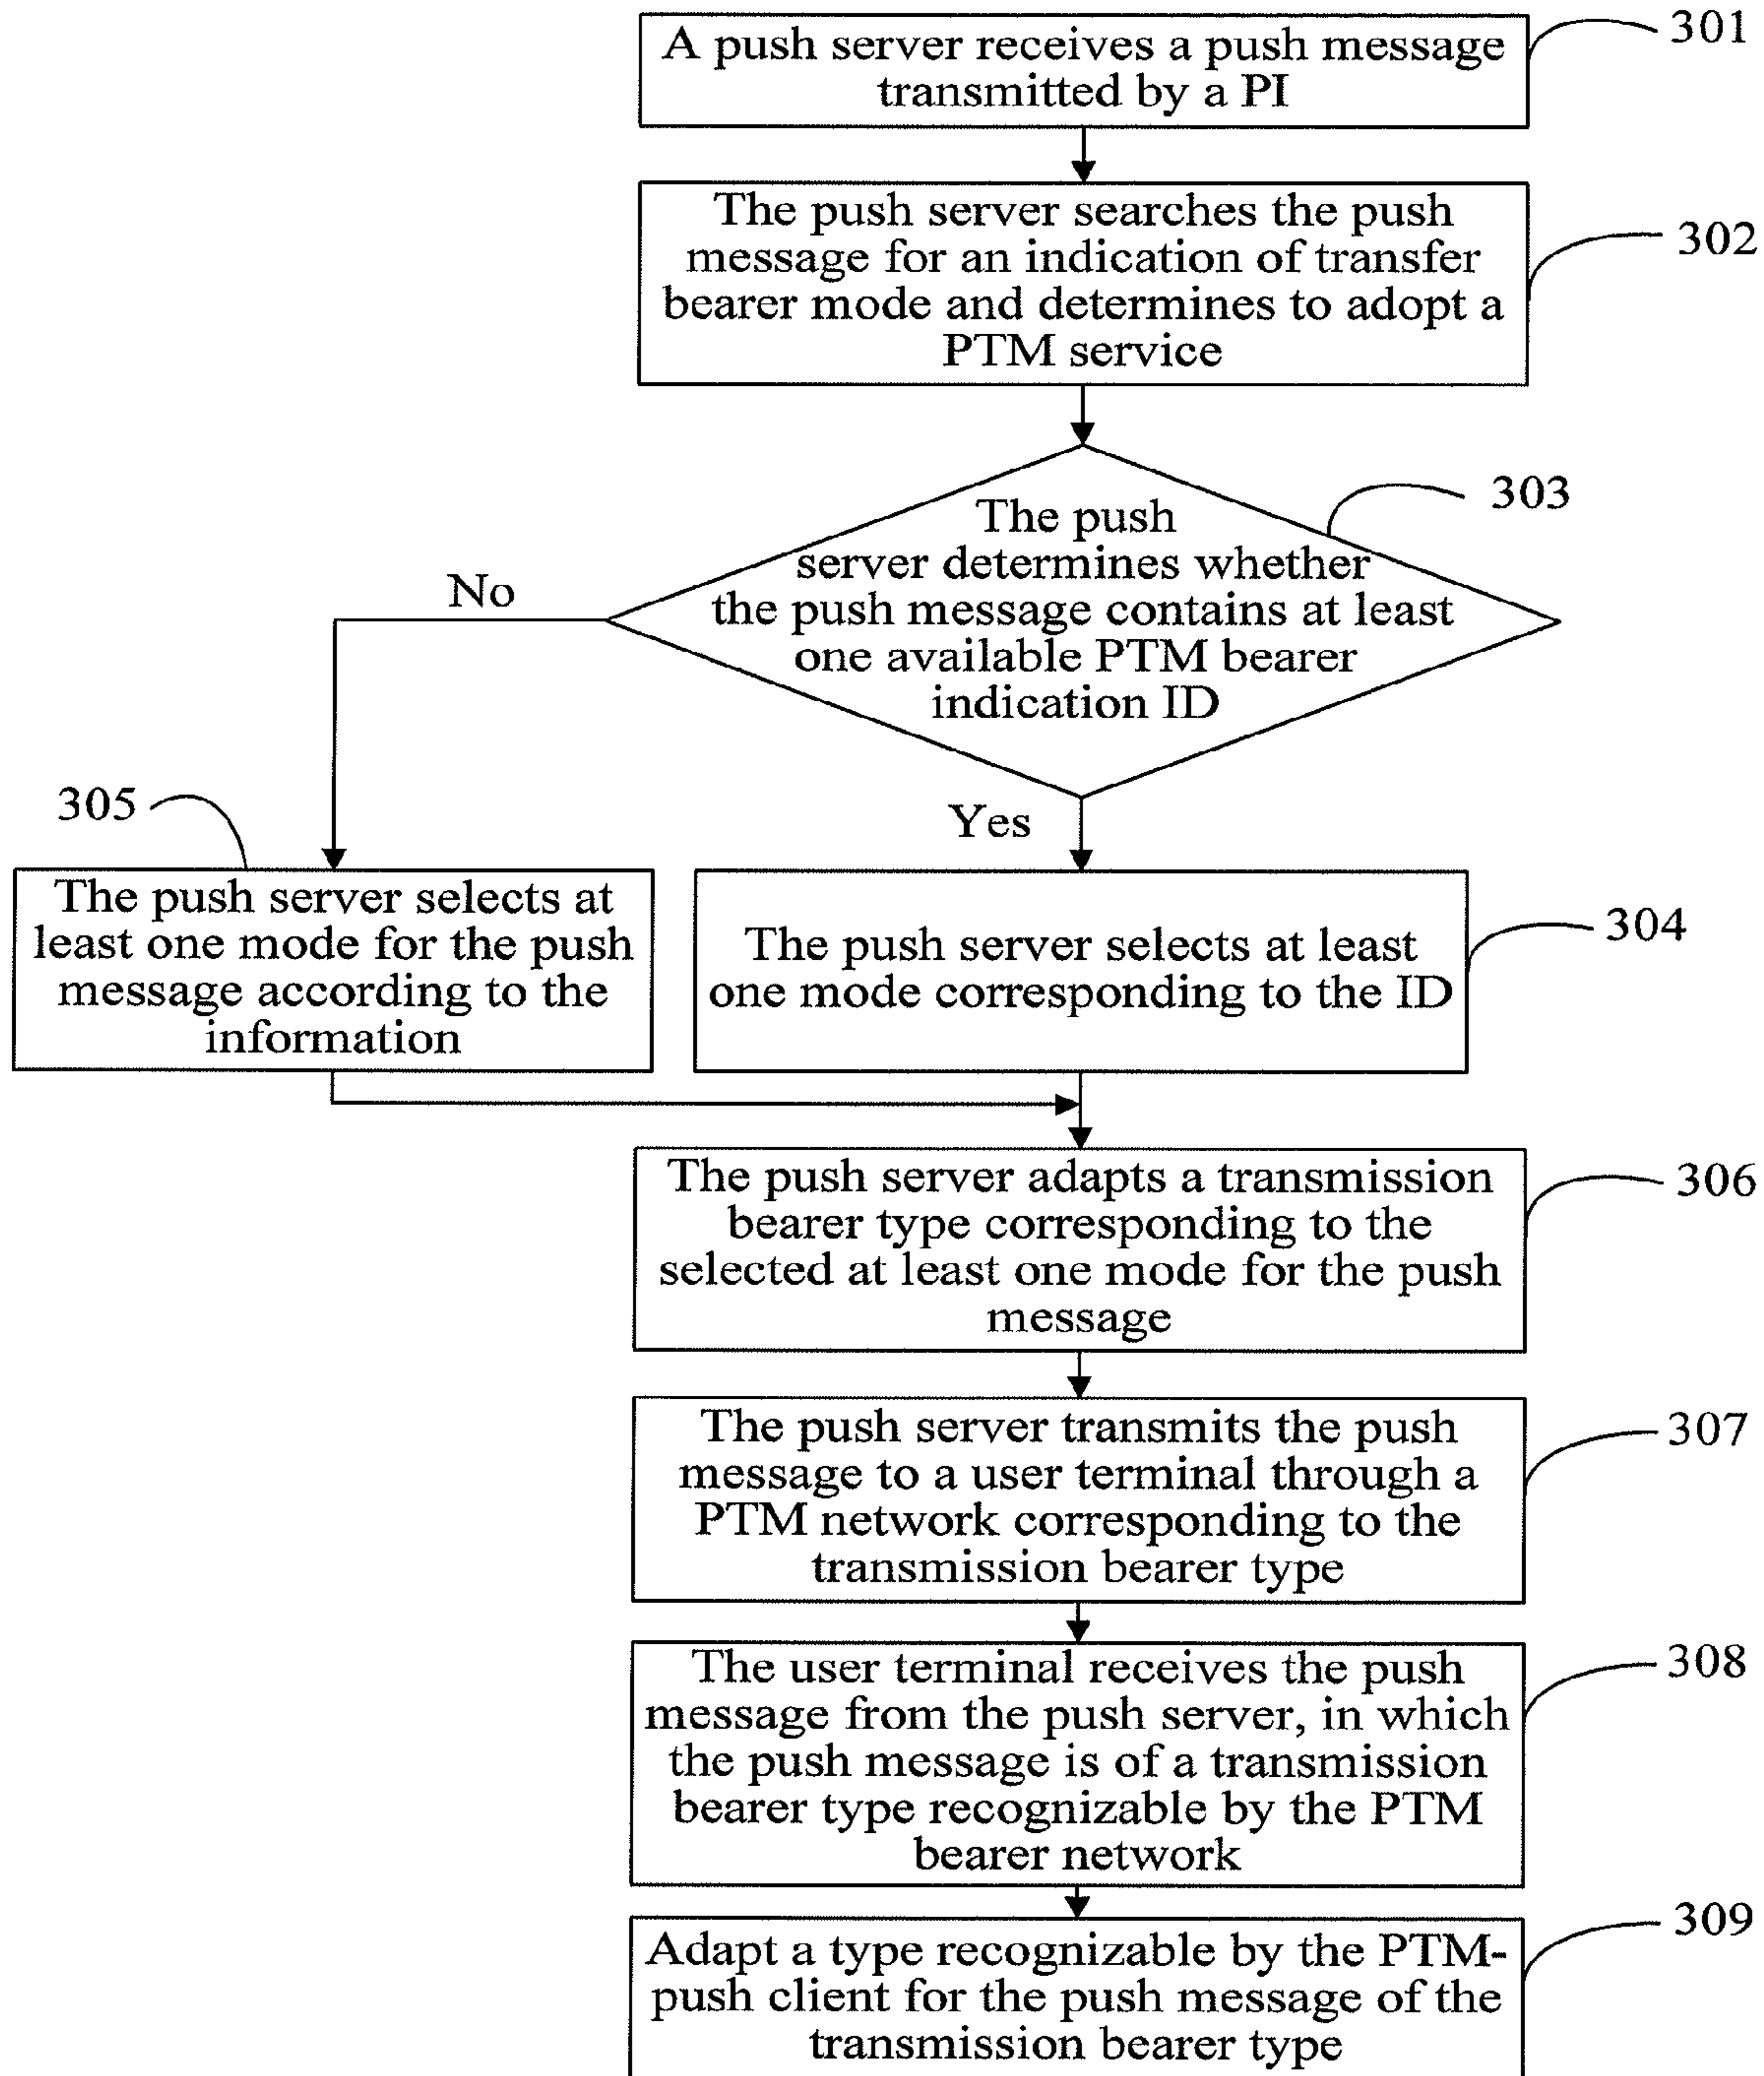 A push server receives a push message
transmitted by a PI
301
The push server searches the push
message for an indication of transfer
bearer mode and determines to adopt a
PTM service
302
303
The push
server determines whether
the push message contains at least
one available PTM bearer
indication ID
No
Yes
305
The push server selects at
least one mode for the push
message according to the
information
The push server selects at least
one mode corresponding to the ID
304
The push server adapts a transmission
bearer type corresponding to the
selected at least one mode for the push
message
306
The push server transmits the push
message to a user terminal through a
PTM network corresponding to the
transmission bearer type
307
The user terminal receives the push
message from the push server, in which
the push message is of a transmission
bearer type recognizable by the PTM
bearer network
308
Adapt a type recognizable by the PTM-
push client for the push message of the
transmission bearer type
309